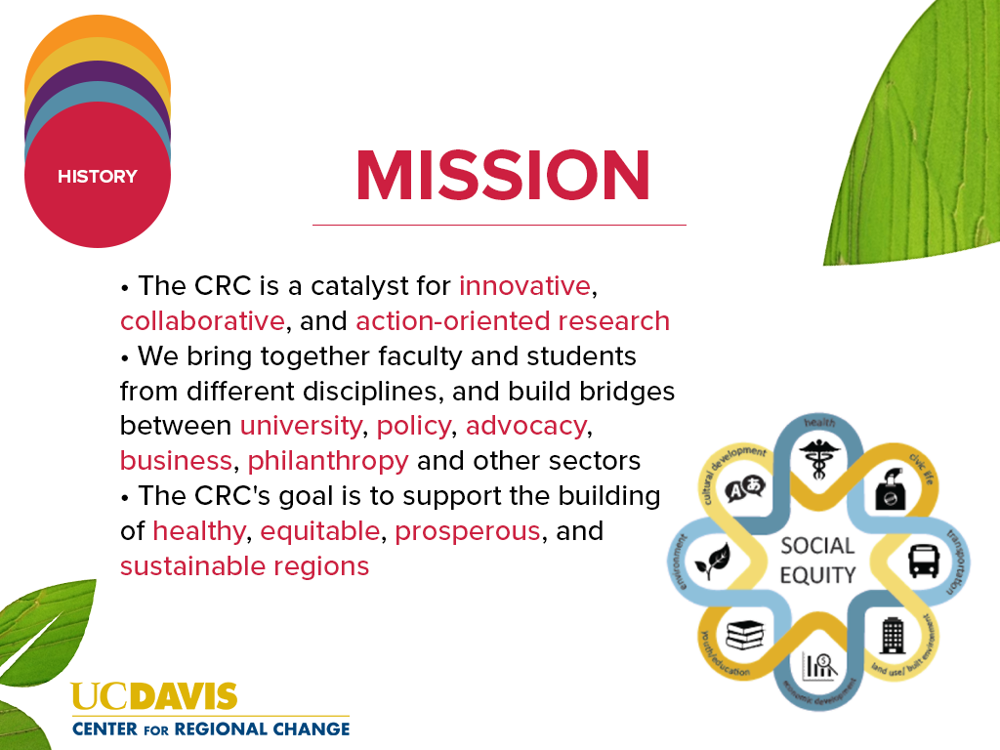 HISTORY
MISSION
• The CRC is a catalyst for innovative,
collaborative, and action-oriented research
• We bring together faculty and students
from different disciplines, and build bridges
between university, policy, advocacy,
business, philanthropy and other sectors
• The CRC's goal is to support the building
of healthy, equitable, prosperous, and
sustainable regions
health
civic life
transportation
land use/ built environment
economic development
youth/education
environment
cultural development
A あ
SOCIAL
EQUITY
UCDAVIS
CENTER FOR REGIONAL CHANGE